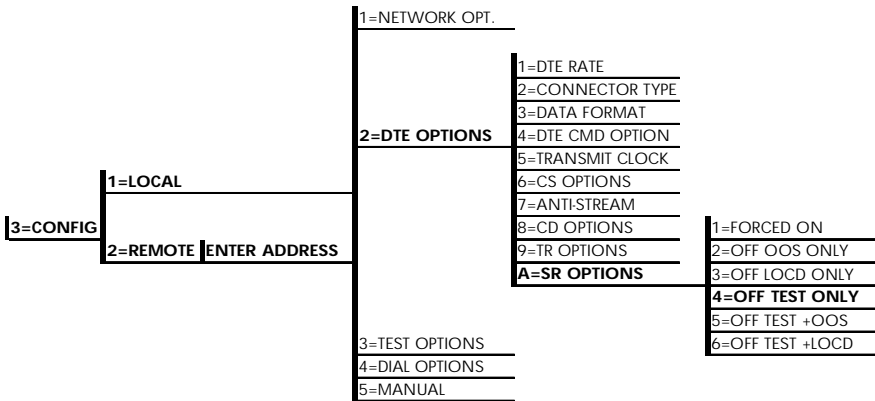 1=NETWORK OPT.
1=DTE RATE
2=CONNECTOR TYPE
3=DATA FORMAT
2=DTE OPTIONS
4=DTE CMD OPTION
5=TRANSMIT CLOCK
1=LOCAL
6=CS OPTIONS
7=ANTI-STREAM
3=CONFIG
8=CD OPTIONS
1=FORCED ON
2=REMOTE
ENTER ADDRESS
9=TR OPTIONS
2=OFF OOS ONLY
A=SR OPTIONS
3=OFF LOCD ONLY
4=OFF TEST ONLY
5=OFF TEST +OOS
3=TEST OPTIONS
6=OFF TEST +LOCD
4=DIAL OPTIONS
5=MANUAL